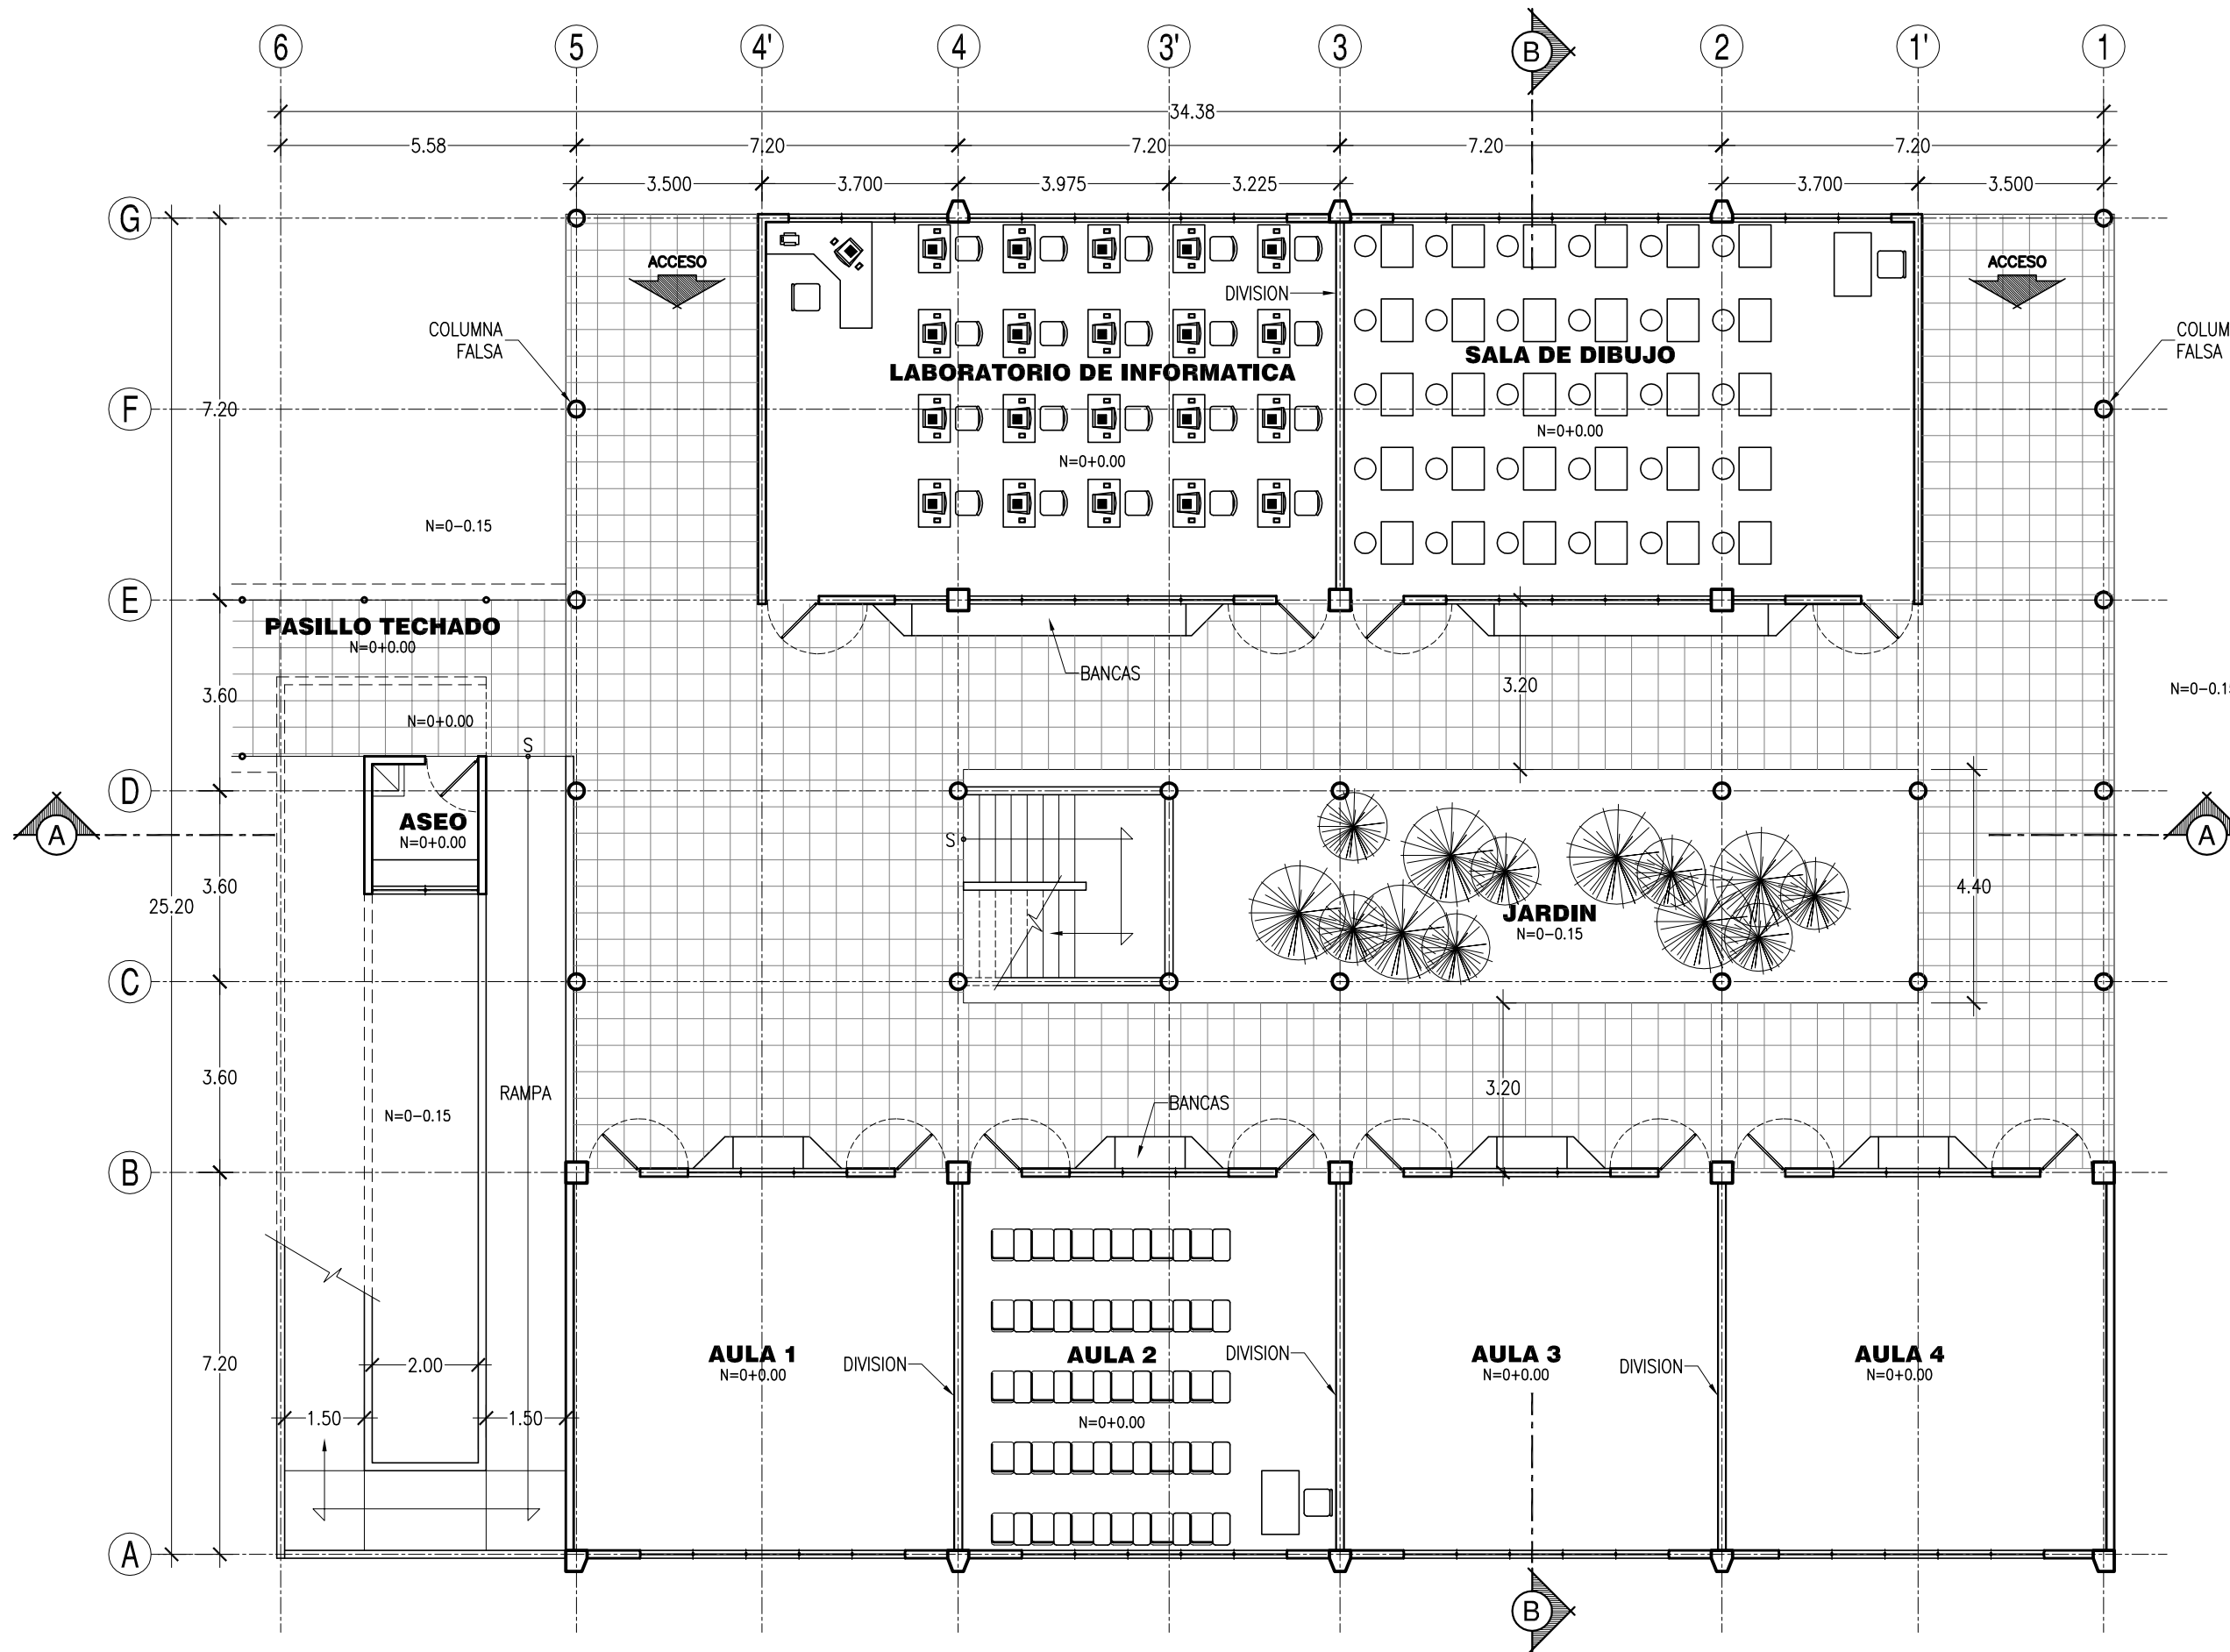 6 5 4' 4 3' 3 B 2 1' 1
34.38
5.58 7.20 7.20 7.20 7.20
3.500 3.700 3.975 3.225 3.700 3.500
G
ACCESO
ACCESO
DIVISION
COLUMNA
FALSA
COLUM
FALSA
SALA DE DIBUJO
N=0+0.00
LABORATORIO DE INFORMATICA
N=0+0.00
F
7.20
N=0-0.15
E
PASILLO TECHADO
N=0+0.00
BANCAS
3.20
3.60
N=0-0.15
N=0+0.00
S
D
A
ASEO
N=0+0.00
S
A
3.60
4.40
25.20
JARDIN
N=0-0.15
C
3.60
RAMPA
N=0-0.15
BANCAS
3.20
B
AULA 1
N=0+0.00
DIVISION
AULA 2
N=0+0.00
DIVISION
AULA 3
N=0+0.00
DIVISION
AULA 4
N=0+0.00
7.20
2.00
1.50 1.50
A
B